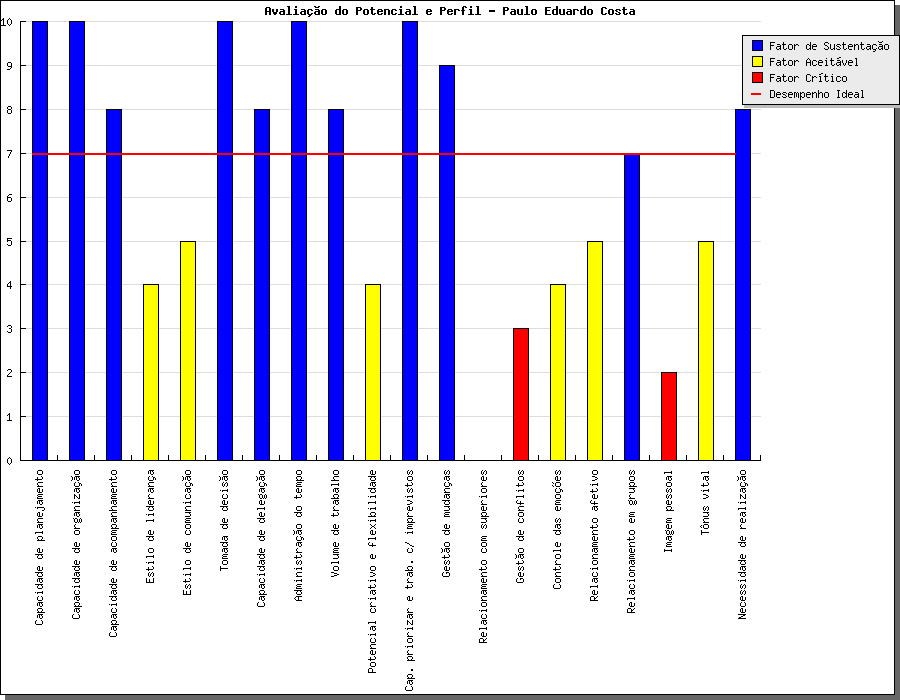 Avaliação do Potencial e Perfil - Paulo Eduardo Costa
Fator de Sustentação
Fator Aceitável
Fator Crítico
Desempenho Ideal
10
9
8
7
6
5
4
3
2
1
0
Capacidade de planejamento
Capacidade de organização
Capacidade de acompanhamento
Estilo de liderança
Estilo de comunicação
Tomada de decisão
Capacidade de delegação
Administração do tempo
Volume de trabalho
Potencial criativo e flexibilidade
Cap. priorizar e trab. c/ imprevistos
Gestão de mudanças
Relacionamento com superiores
Gestão de conflitos
Controle das emoções
Relacionamento afetivo
Relacionamento em grupos
Imagem pessoal
Tônus vital
Necessidade de realização